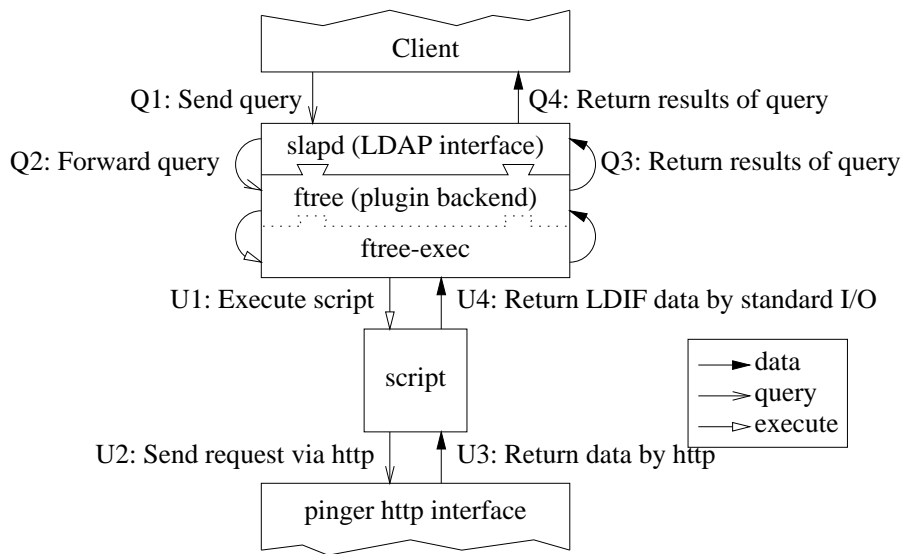 Client
Q1: Send query
Q4: Return results of query
slapd (LDAP interface)
Q2: Forward query
Q3: Return results of query
ftree (plugin backend)
ftree-exec
U1: Execute script
U4: Return LDIF data by standard I/O
script
data
query
execute
U2: Send request via http
U3: Return data by http
pinger http interface